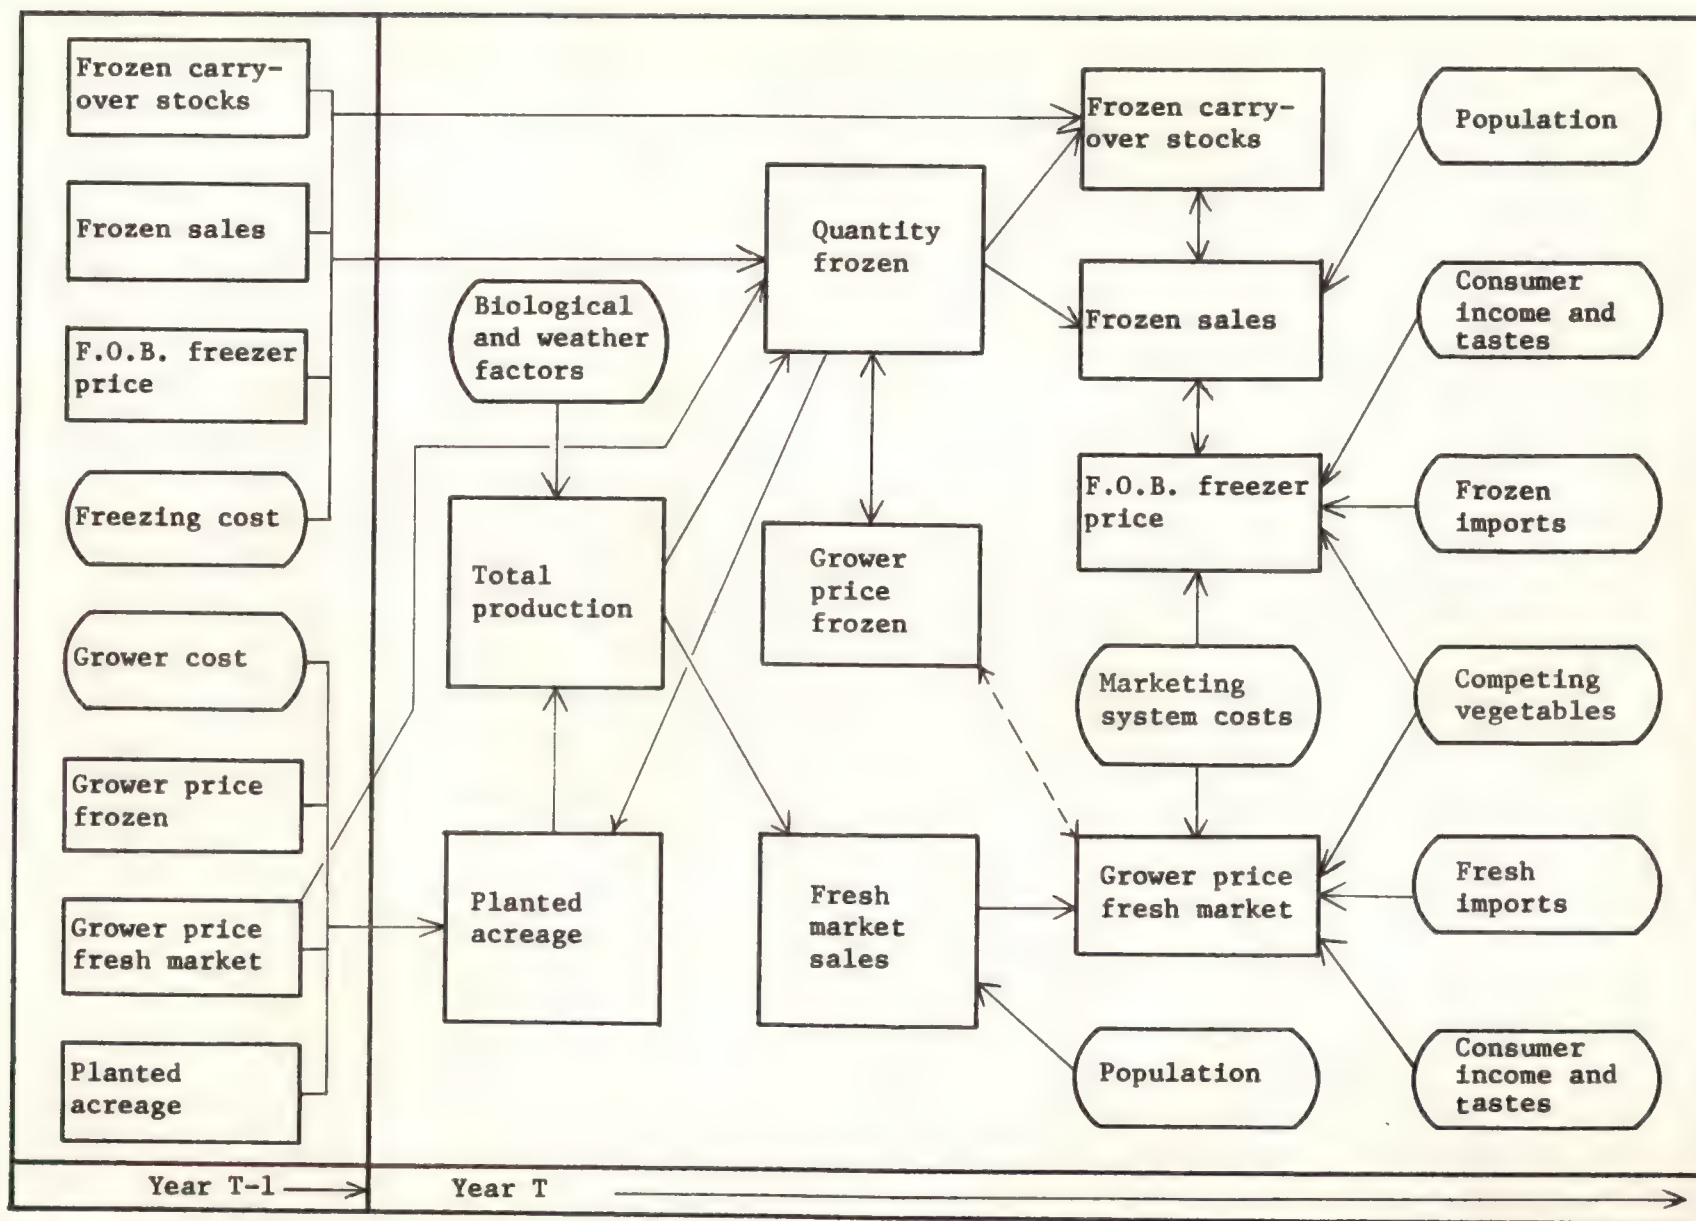 Frozen carry-
over stocks
Frozen sales
F.O.B. freezer
price
Freezing cost
Grower cost
Grower price
frozen
Grower price
fresh market
Planted
acreage
Biological
and weather
factors
Total
production
Planted
acreage
Quantity
frozen
Grower
price
frozen
Fresh
market
sales
Frozen carry-
over stocks
Frozen sales
F.O.B. freezer
price
Marketing
system costs
Grower price
fresh market
Population
Population
Consumer
income and
tastes
Frozen
imports
Competing
vegetables
Fresh
imports
Consumer
income and
tastes
Year T-1
Year T